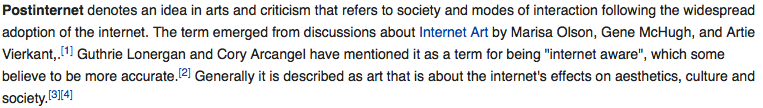 Postinternet denotes an idea in arts and criticism that refers to society and modes of interaction following the widespread
adoption of the internet. The term emerged from discussions about Internet Art by Marisa Olson, Gene McHugh, and Artie
Vierkant,.[1] Guthrie Lonergan and Cory Arcangel have mentioned it as a term for being "internet aware", which some
believe to be more accurate.[2] Generally it is described as art that is about the internet's effects on aesthetics, culture and
society.[3][4]